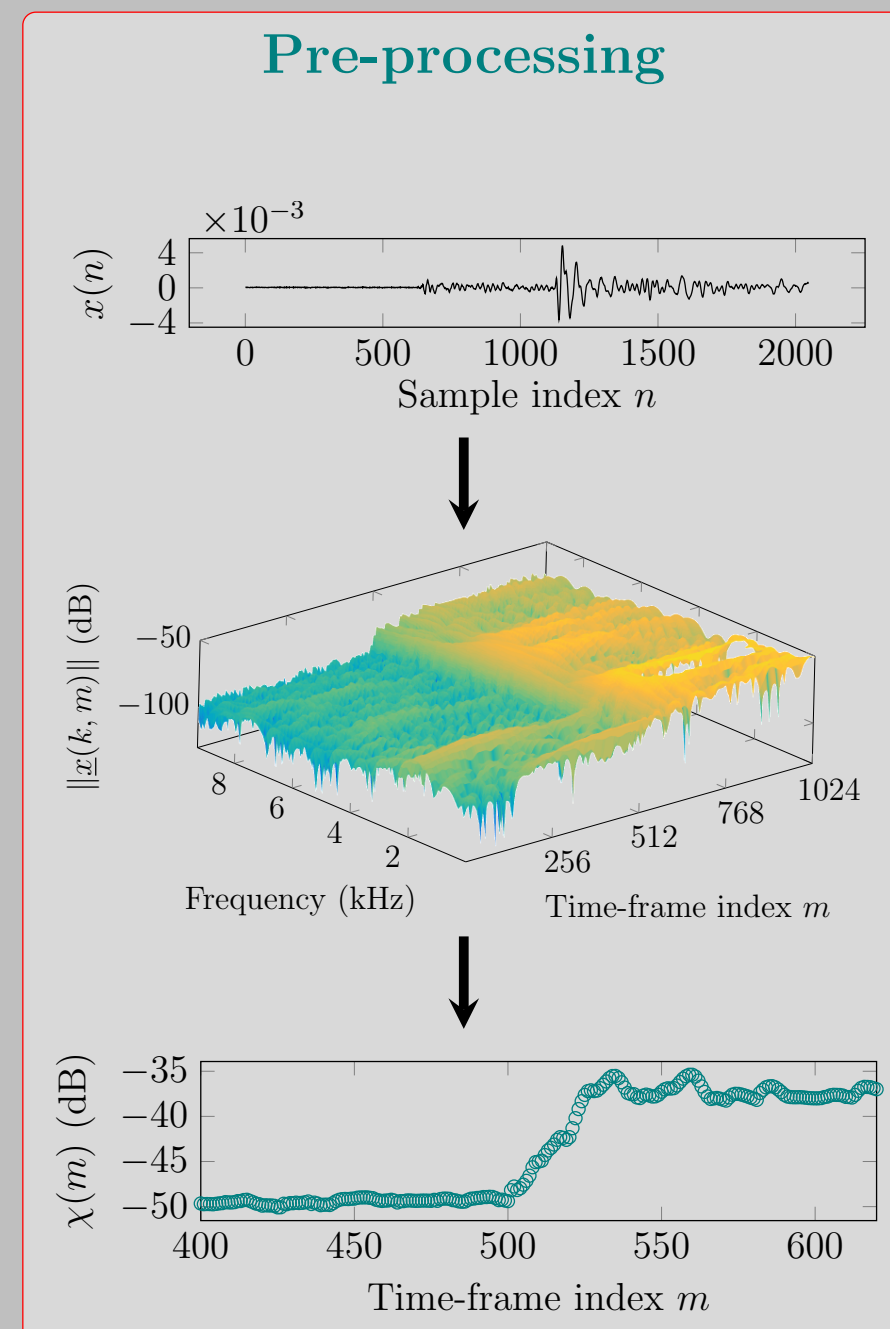 Pre-processing
×10−3
x(n)
4
0
−4
0 500 1000 1500 2000
Sample index n
‖x(k, m)‖ (dB)
−50
−100
8 6 4 2
256 512 768 1024
Frequency (kHz)
Time-frame index m
χ(m) (dB)
−35
−40
−45
−50
400 450 500 550 600
Time-frame index m